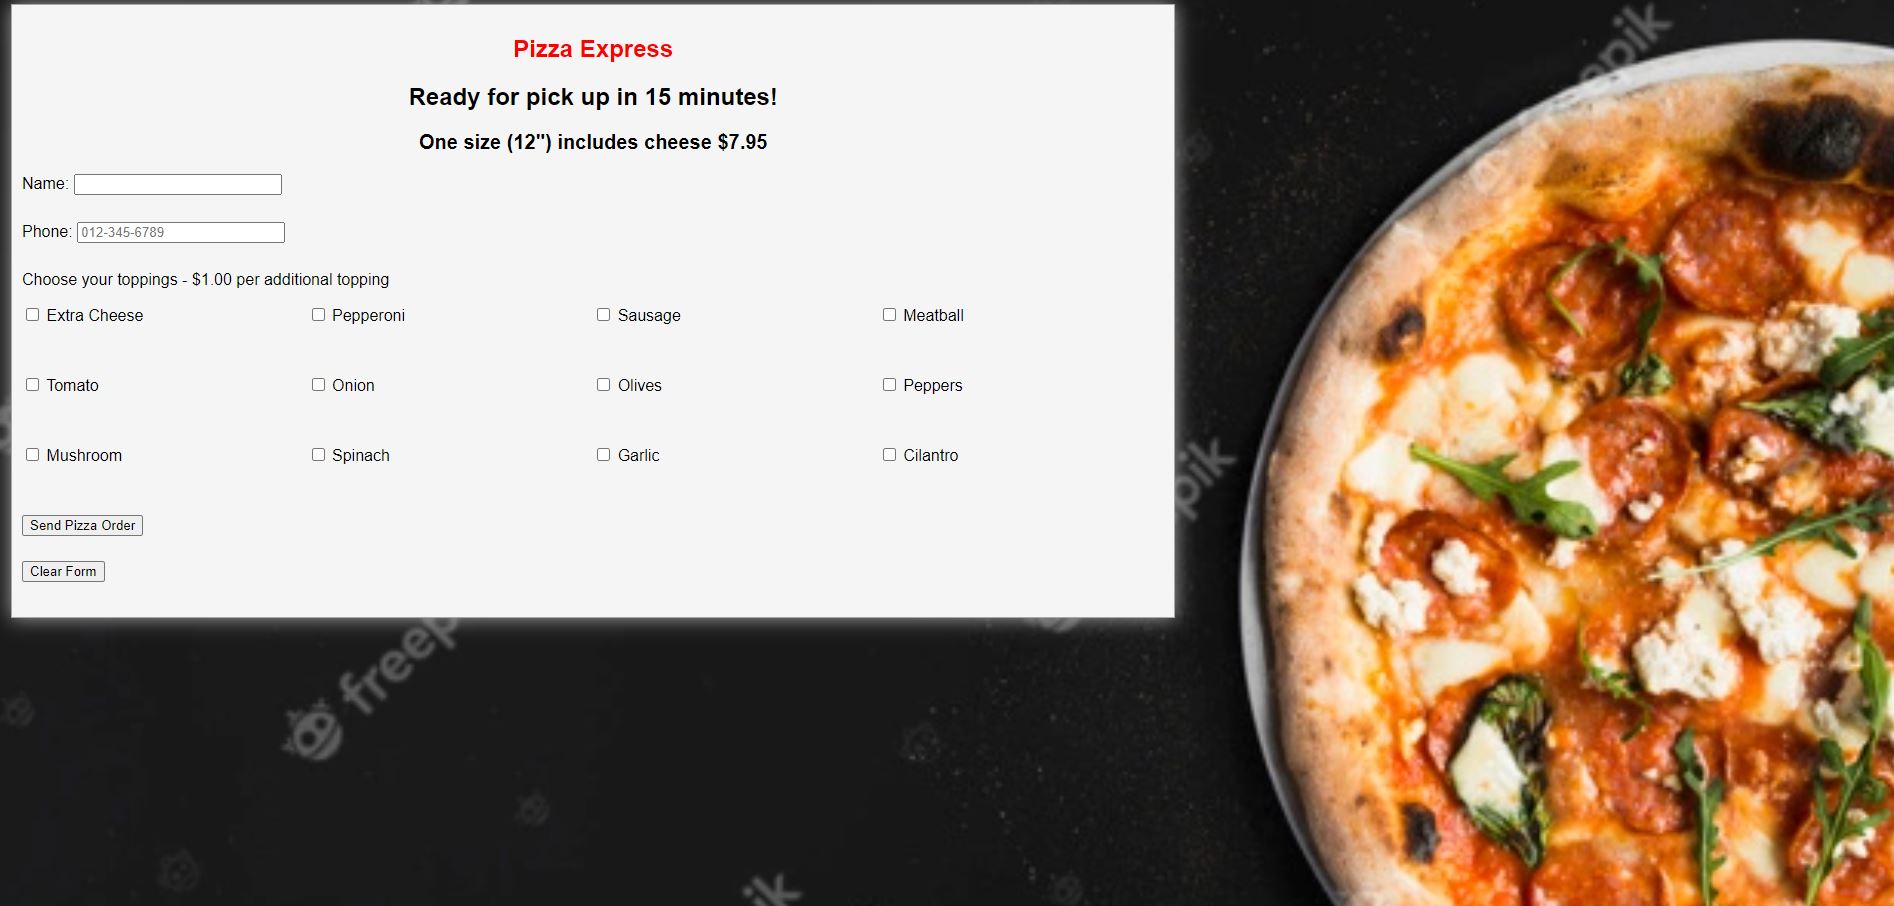 Pizza Express
Ready for pick up in 15 minutes!
One size (12") includes cheese $7.95
Name:
Phone: 012-345-6789
Choose your toppings - $1.00 per additional topping
Extra Cheese Pepperoni Sausage Meatball
Tomato Onion Olives Peppers
Mushroom Spinach Garlic Cilantro
Send Pizza Order
Clear Form
freep
pik
pik
ik